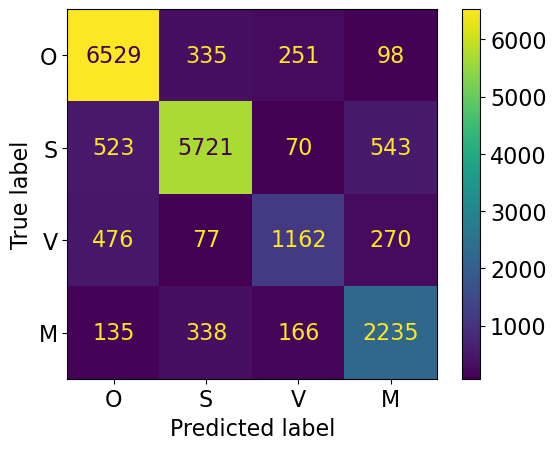 True label
O 6529 335 251 98
S 523 5721 70 543
V 476 77 1162 270
M 135 338 166 2235
O S V M
Predicted label
6000
5000
4000
3000
2000
1000